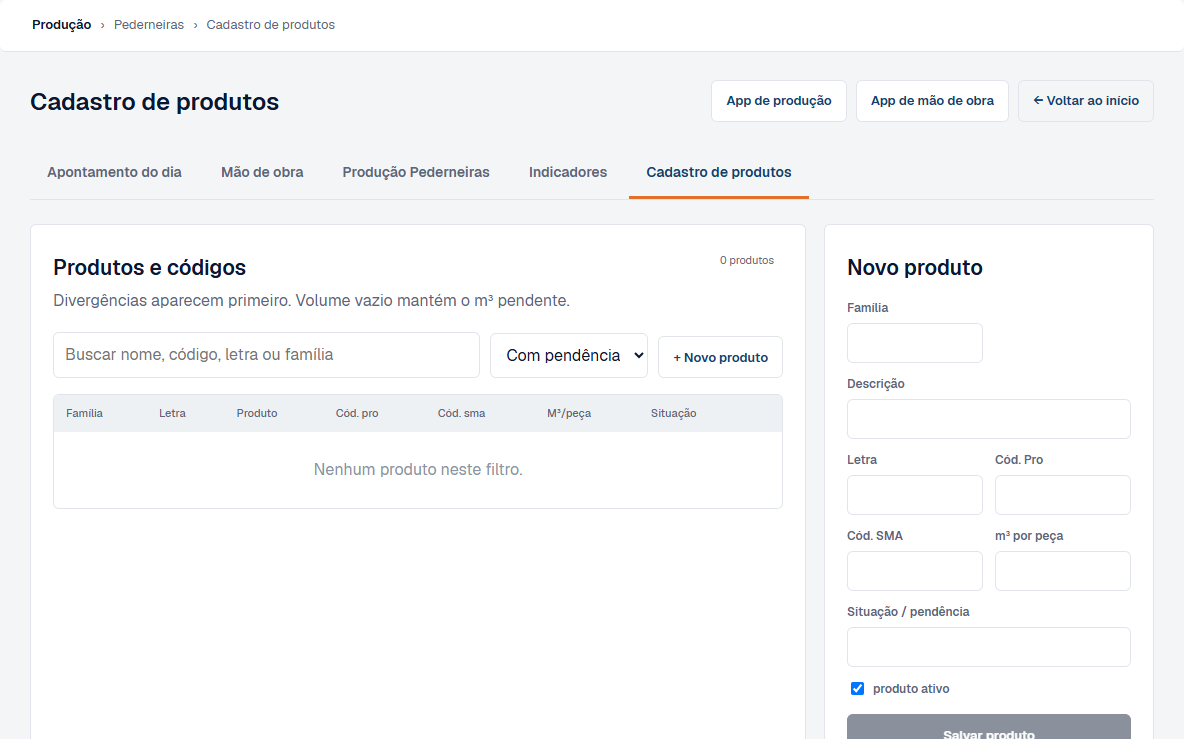 Produção › Pederneiras › Cadastro de produtos
Cadastro de produtos
App de produção
App de mão de obra
← Voltar ao início
Apontamento do dia
Mão de obra
Produção Pederneiras
Indicadores
Cadastro de produtos
Produtos e códigos
0 produtos
Divergências aparecem primeiro. Volume vazio mantém o m³ pendente.
Buscar nome, código, letra ou família
Com pendência
+ Novo produto
Família Letra Produto Cód. pro Cód. sma M³/peça Situação
Nenhum produto neste filtro.
Novo produto
Família
Descrição
Letra Cód. Pro
Cód. SMA m³ por peça
Situação / pendência
produto ativo
Salvar produto